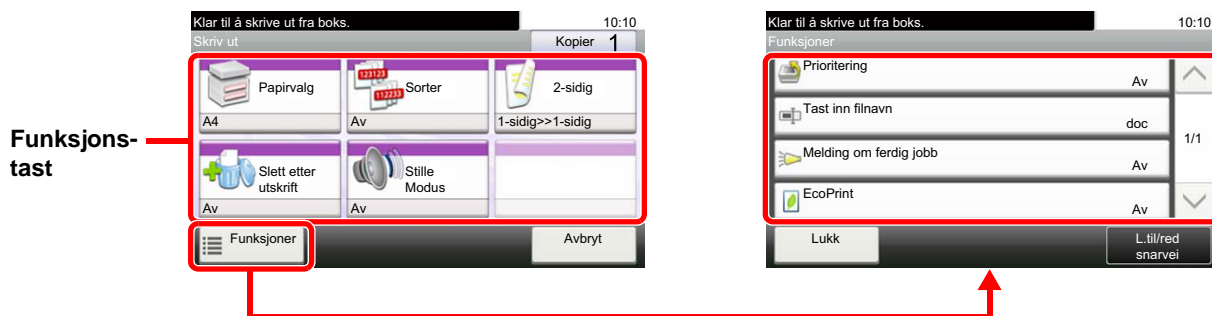 Funksjons-
tast
Klar til å skrive ut fra boks.
10:10
Skriv ut
Kopier 1
Papirvalg
A4
123123
112233
Sorter
Av
2-sidig
1-sidig>>1-sidig
Slett etter
utskrift
Av
Stille
Modus
Av
Funksjoner
Avbryt
Klar til å skrive ut fra boks.
10:10
Funksjoner
Prioritering
Av
Tast inn filnavn
doc
Melding om ferdig jobb
Av
EcoPrint
Av
1/1
Lukk
L.til/red
snarvei